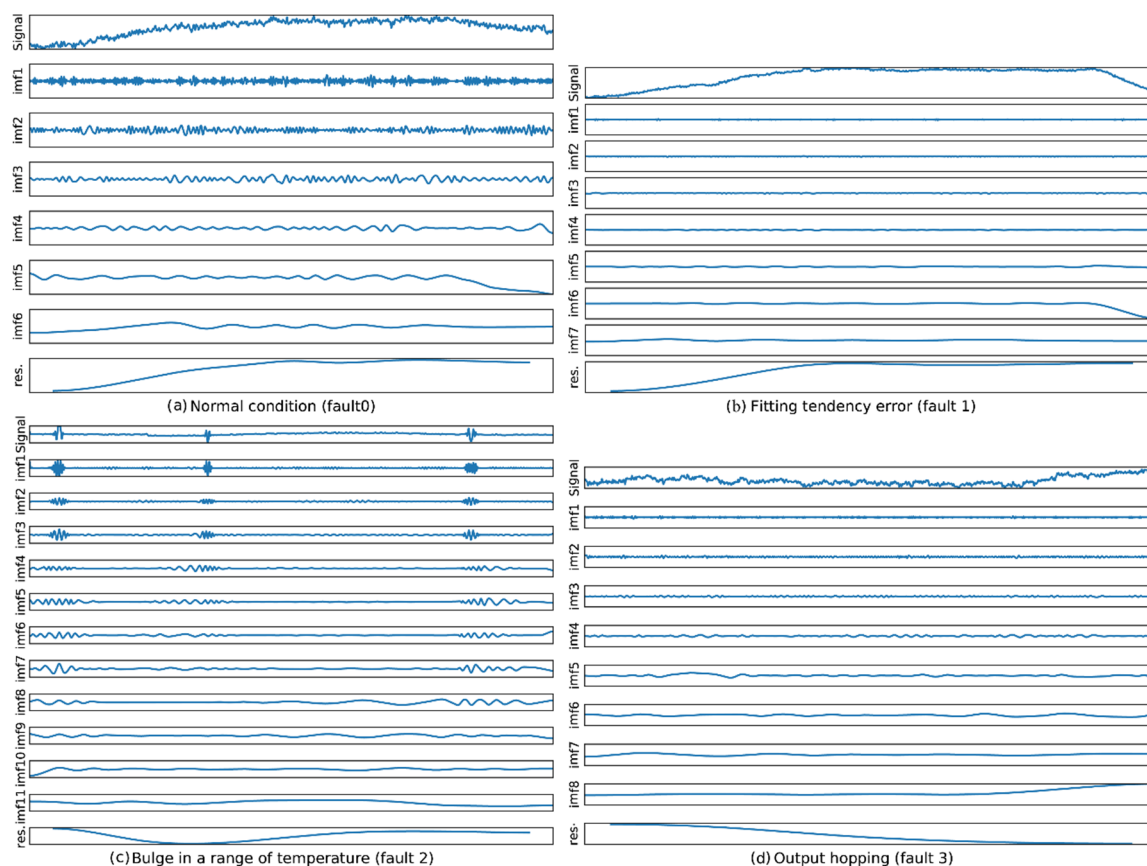 Signal
imf1
imf2
imf3
imf4
imf5
imf6
res.
(a) Normal condition (fault0)
Signal
imf1
imf2
imf3
imf4
imf5
imf6
imf7
res.
(b) Fitting tendency error (fault 1)
Signal
imf1
imf2
imf3
imf4
imf5
imf6
imf7
imf8
imf9
imf10
imf11
res.
(c) Bulge in a range of temperature (fault 2)
Signal
imf1
imf2
imf3
imf4
imf5
imf6
imf7
imf8
res.
(d) Output hopping (fault 3)